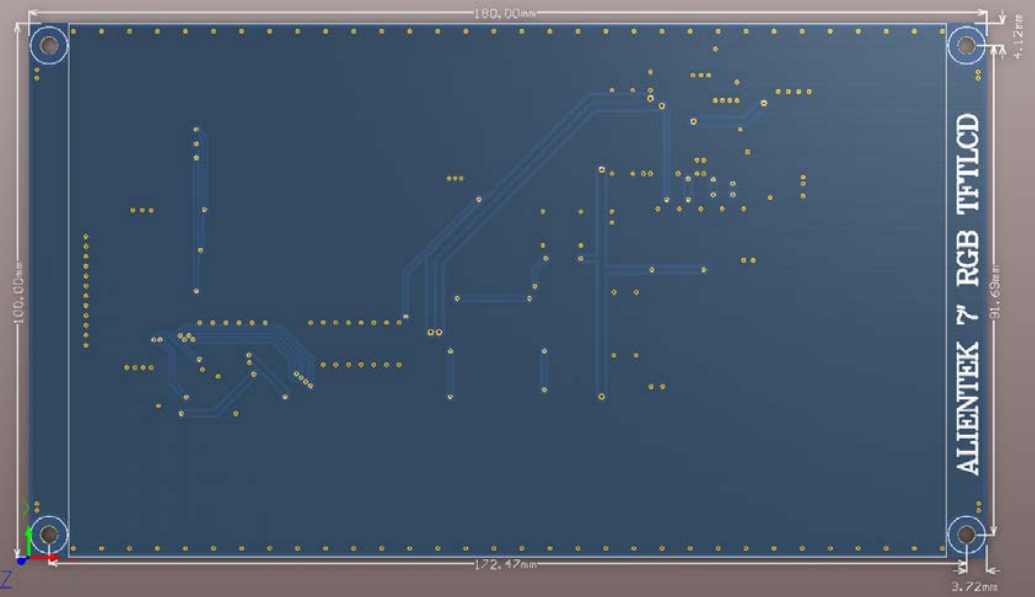 180.00mm
4.12mm
100.00mm
ALIENTEK 7' RGB TFTLCD
91.69mm
172.47mm
3.72mm
Z